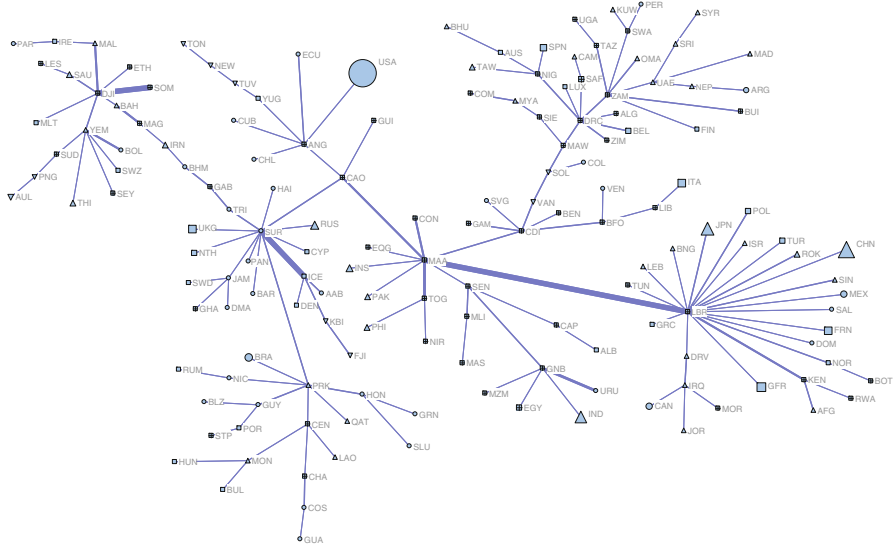 PER
KUW
SYR
UGA
BHU
SWA
PAR
IRE
MAL
TON
TAZ
SRI
SPN
AUS
MAD
ECU
CAM
OMA
USA
LES
ETH
NEW
TAW
NIG
SAU
SAF
UAE
NEP
ARG
TUV
LUX
SOM
DJI
COM
ZAM
YUG
MYA
BAH
BUI
ALG
SIE
DRC
CUB
GUI
MLT
MAG
YEM
BEL
FIN
ZIM
ANG
IRN
MAW
BOL
SUD
CHL
COL
BHM
SWZ
SOL
PNG
CAO
ITA
GAB
HAI
VEN
SEY
AUL
THI
SVG
VAN
TRI
LIB
POL
BEN
CON
RUS
GAM
BFO
UKG
SUR
CDI
JPN
TUR
ISR
EQG
BNG
CHN
NTH
CYP
ROK
PAN
MAA
INS
LEB
ICE
JAM
SWD
SIN
TUN
SEN
AAB
BAR
PAK
MEX
TOG
DEN
DMA
GHA
SAL
LBR
MLI
KBI
GRC
CAP
PHI
FRN
NIR
DOM
ALB
FJI
BRA
DRV
NOR
MAS
RUM
GNB
NIC
KEN
BOT
PRK
IRQ
GFR
URU
MZM
HON
RWA
BLZ
GUY
CAN
MOR
EGY
AFG
GRN
IND
QAT
CEN
POR
STP
JOR
SLU
LAO
MON
HUN
CHA
BUL
COS
GUA